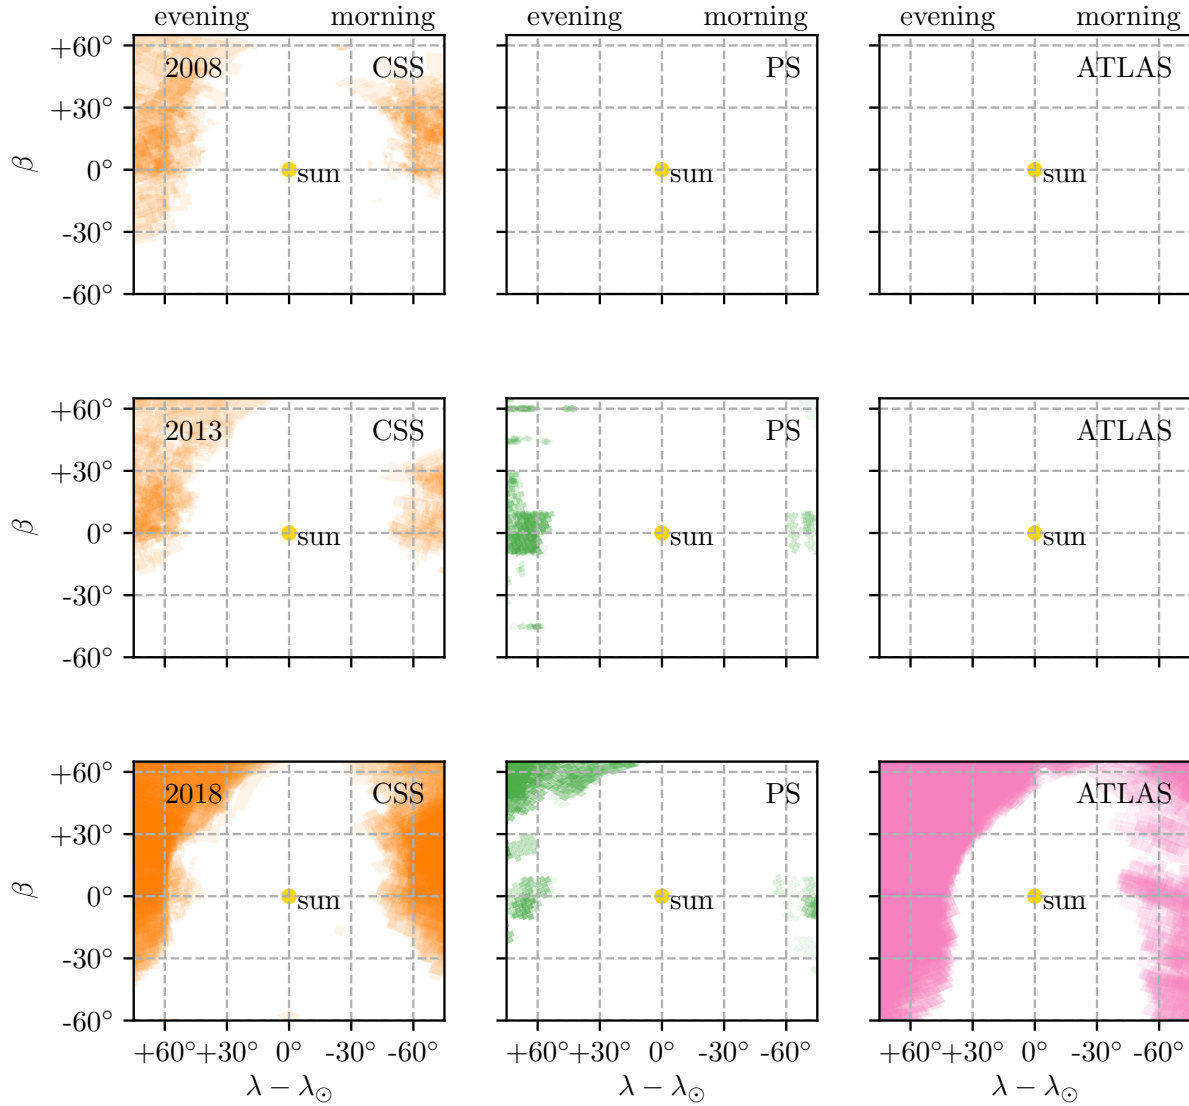 evening morning evening morning evening morning
+60° 2008 CSS PS ATLAS
+30°
β 0° sun sun sun
-30°
-60°
+60° 2013 CSS PS ATLAS
+30°
β 0° sun sun sun
-30°
-60°
+60° 2018 CSS PS ATLAS
+30°
β 0° sun sun sun
-30°
-60°
+60° +30° 0° -30° -60° +60° +30° 0° -30° -60° +60° +30° 0° -30° -60°
λ − λ☉ λ − λ☉ λ − λ☉